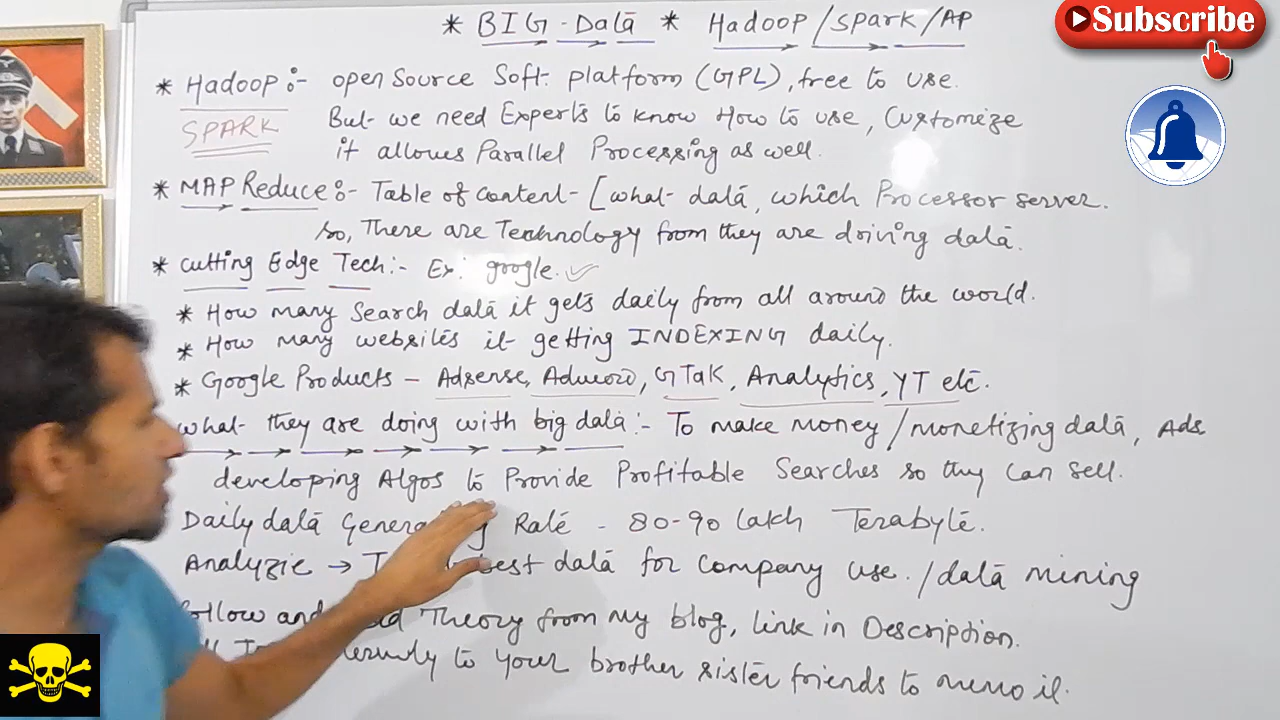 * BIG-Data * Hadoop/Spark/AP
Subscribe
* Hadoop :- open Source Soft. platform (GPL), free to use.
SPARK But we need Experts to know How to use, Customize
it allows Parallel Processing as well.
* MAP Reduce :- Table of Content - [what data, which Processor server.
so, There are Technology from they are driving data.
* Cutting Edge Tech :- Ex: google.
* How many Search data it gets daily from all around the world.
* How many websites it getting INDEXING daily.
* Google Products - Adsense, Adword, GTak, Analytics, YT etc.
what they are doing with big data :- To make money/monetizing data, Ads
developing Algos to Provide Profitable Searches so they can sell.
Daily data Rate - 80-90 lakh Terabyte.
Analyzie → data for company use./data mining
follow and Theory from my blog, link in Description.
to your brother sister friends to